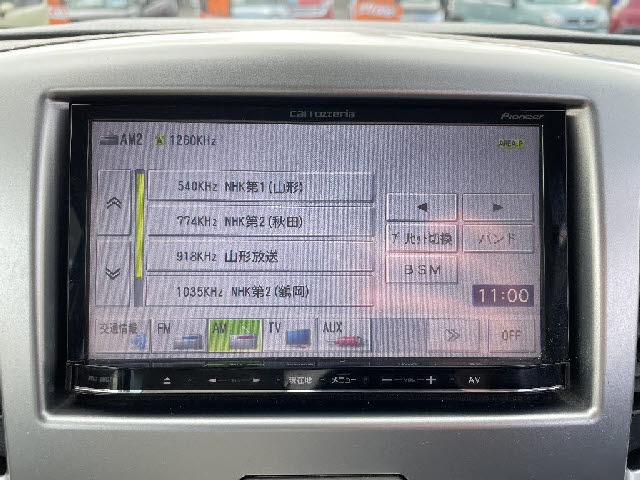 carrozzeria Pioneer
AM2 1260KHz AREA.P
540KHz NHK第1(山形)
774KHz NHK第2(秋田)
918KHz 山形放送
1035KHz NHK第2(鶴岡)
◀ ▶
プリセット切換 バンド
BSM
11:00
交通情報 FM AM TV AUX OFF
現在地 メニュー − VOL + AV